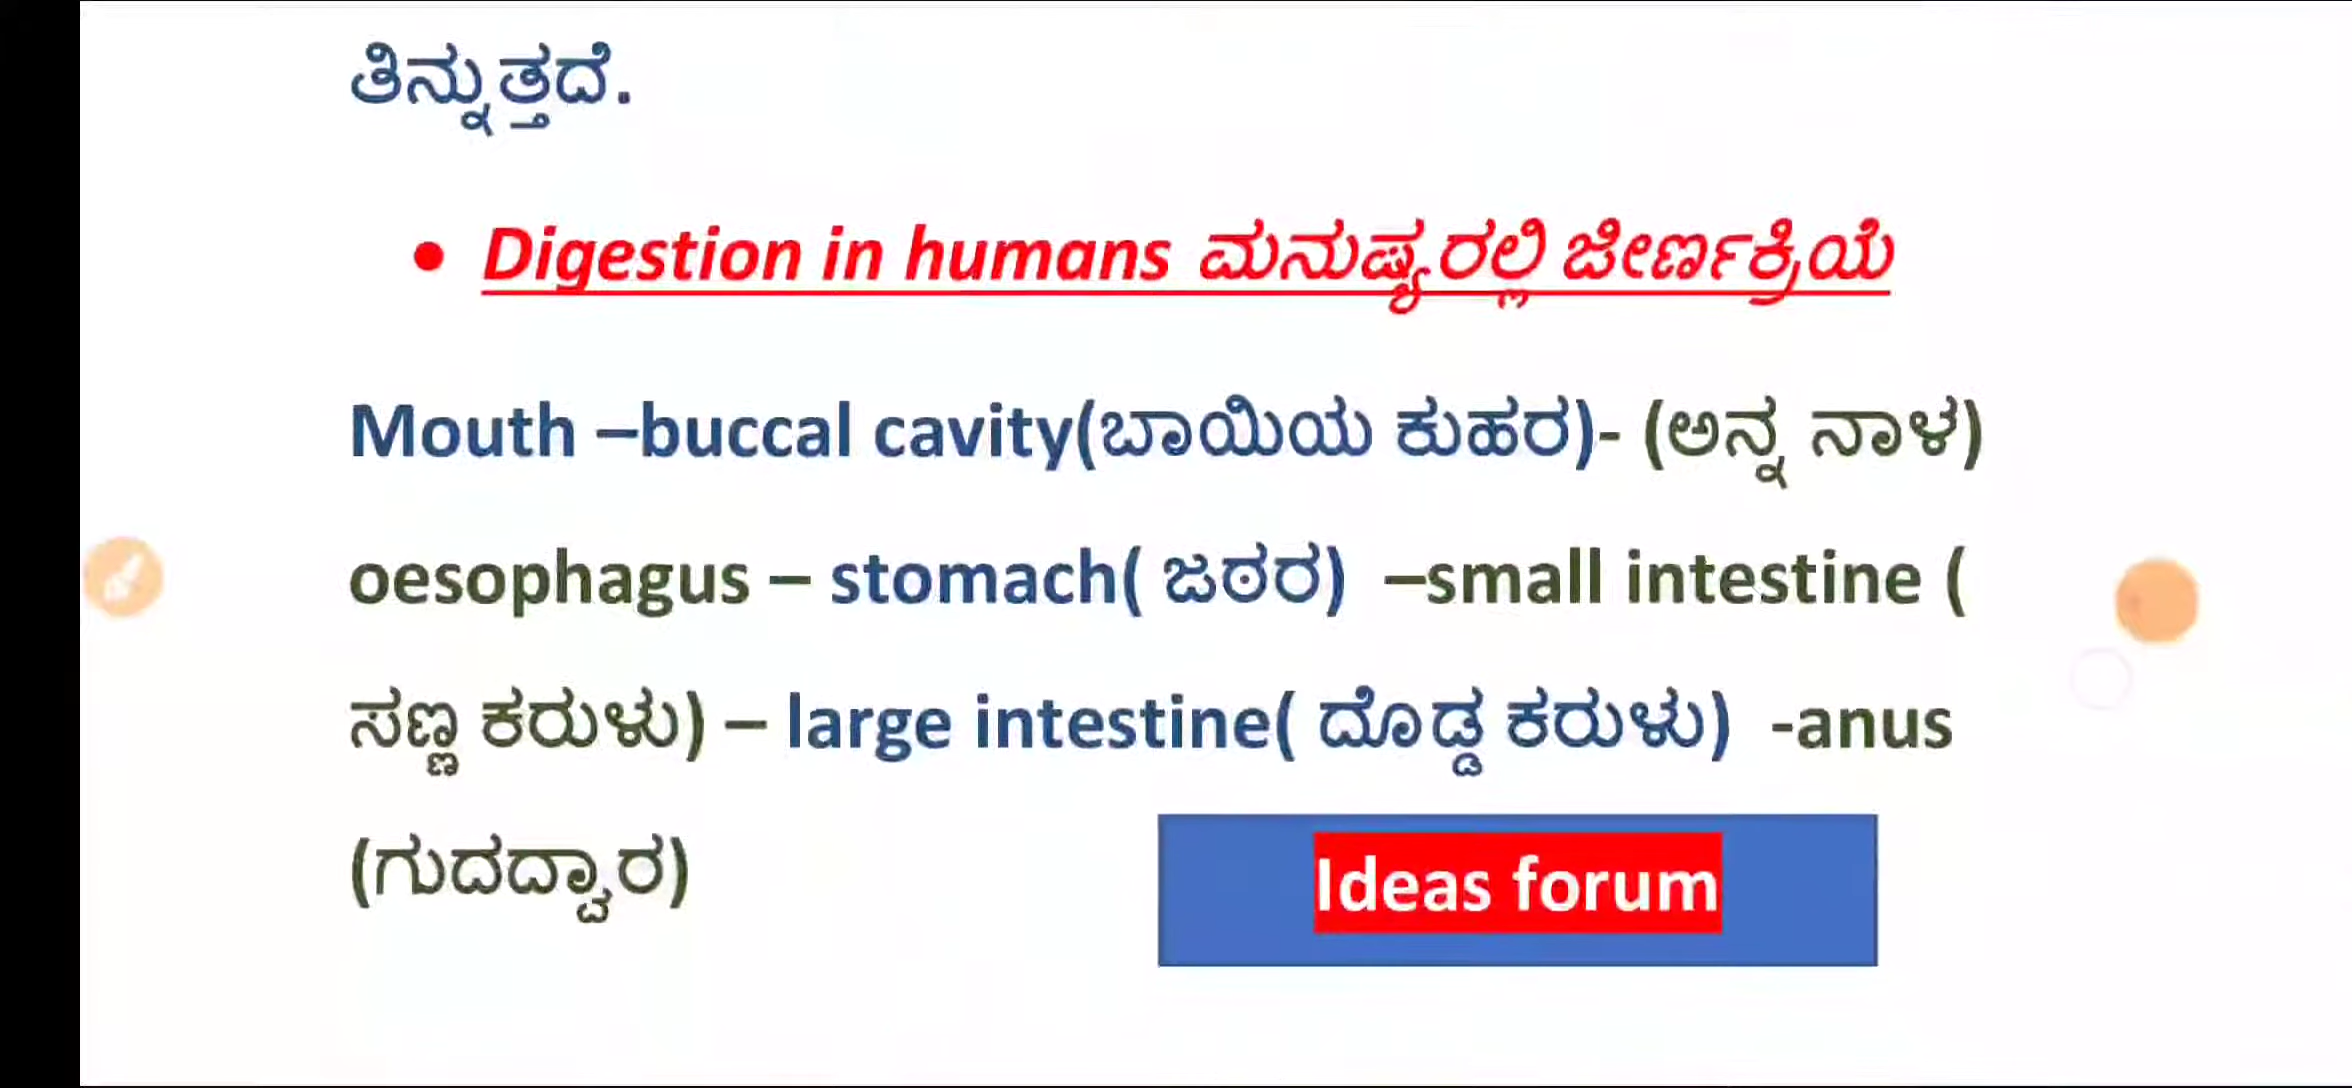 ತಿನ್ನುತ್ತದೆ.
• Digestion in humans ಮನುಷ್ಯರಲ್ಲಿ ಜೀರ್ಣಕ್ರಿಯೆ
Mouth –buccal cavity(ಬಾಯಿಯ ಕುಹರ)- (ಅನ್ನ ನಾಳ)
oesophagus – stomach( ಜಠರ) –small intestine (
ಸಣ್ಣ ಕರುಳು) – large intestine( ದೊಡ್ಡ ಕರುಳು) -anus
(ಗುದದ್ವಾರ)
Ideas forum